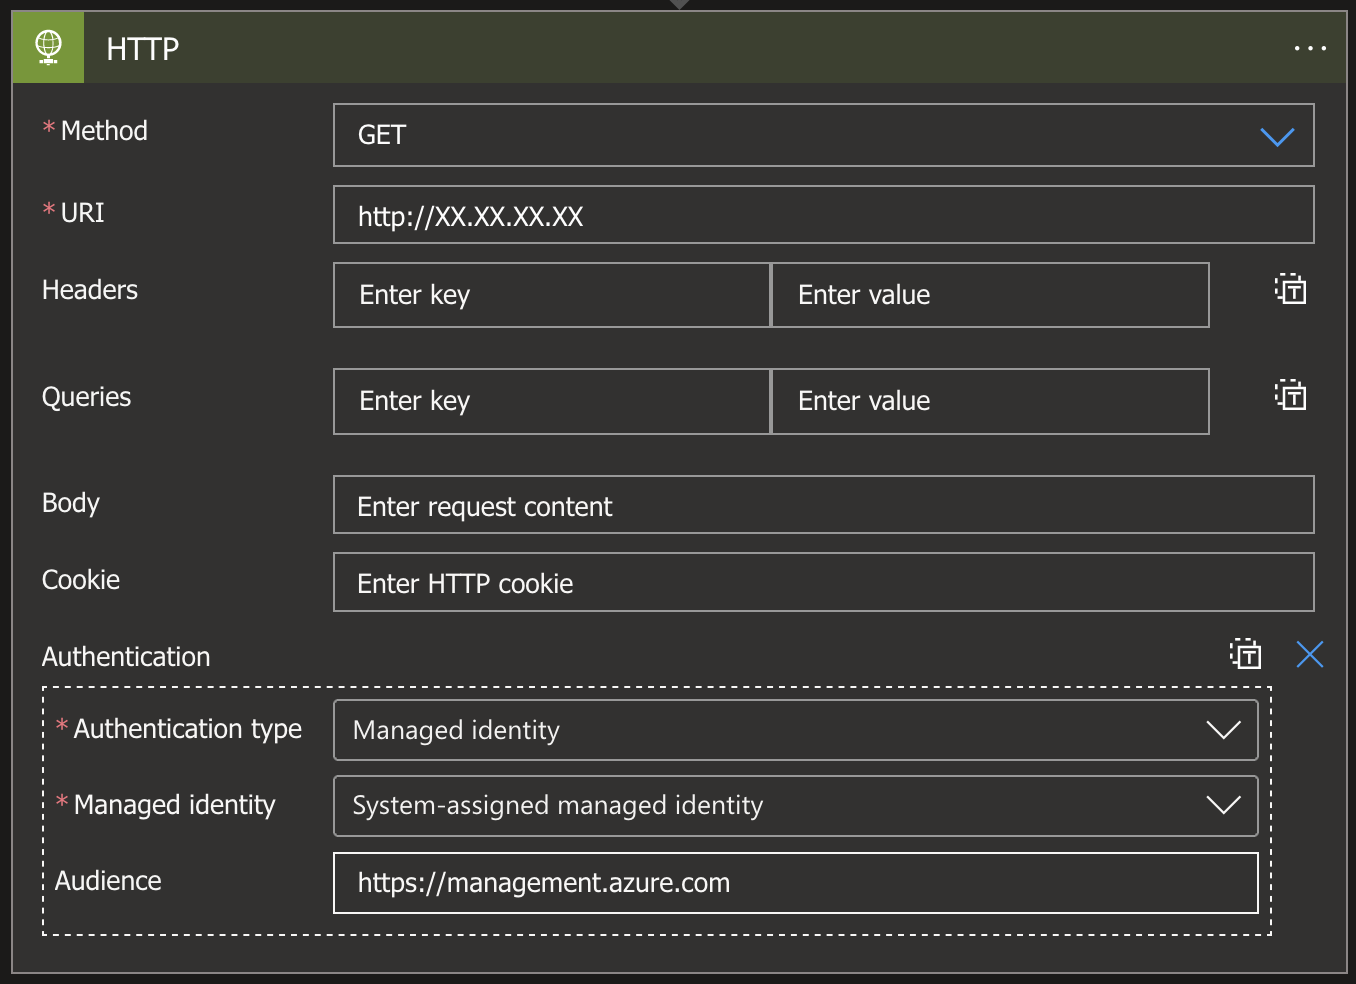 HTTP
* Method
GET
* URI
http://XX.XX.XX.XX
Headers
Enter key
Enter value
Queries
Enter key
Enter value
Body
Enter request content
Cookie
Enter HTTP cookie
Authentication
* Authentication type
Managed identity
* Managed identity
System-assigned managed identity
Audience
https://management.azure.com